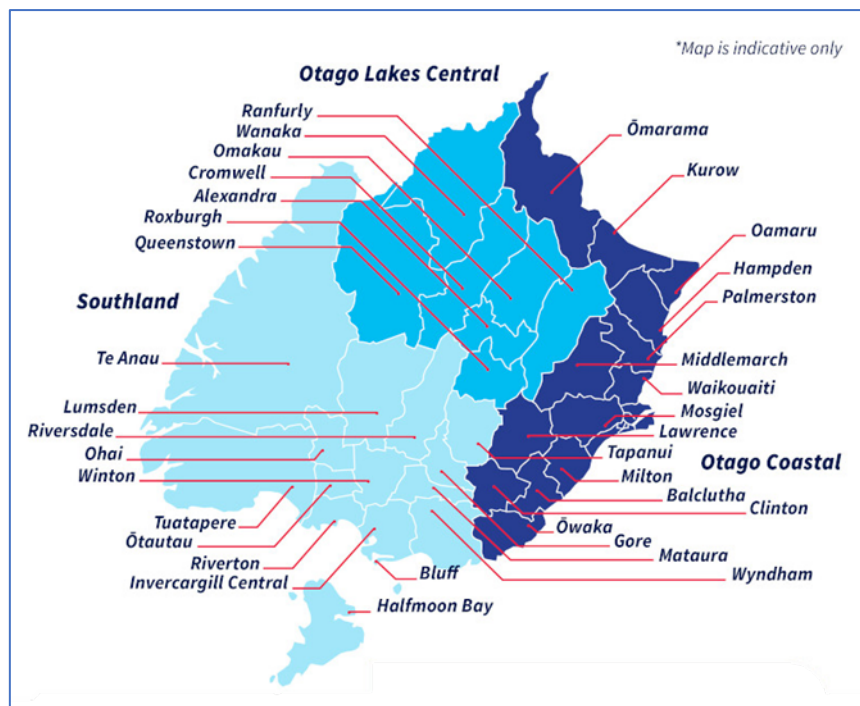 *Map is indicative only
Otago Lakes Central
Ranfurly
Wanaka
Omakau
Cromwell
Alexandra
Roxburgh
Queenstown
Ōmarama
Kurow
Oamaru
Hampden
Palmerston
Southland
Te Anau
Middlemarch
Waikouaiti
Lumsden
Mosgiel
Riversdale
Lawrence
Ohai
Tapanui
Winton
Milton
Otago Coastal
Balclutha
Clinton
Tuatapere
Ōwaka
Ōtautau
Gore
Riverton
Mataura
Invercargill Central
Bluff
Wyndham
Halfmoon Bay